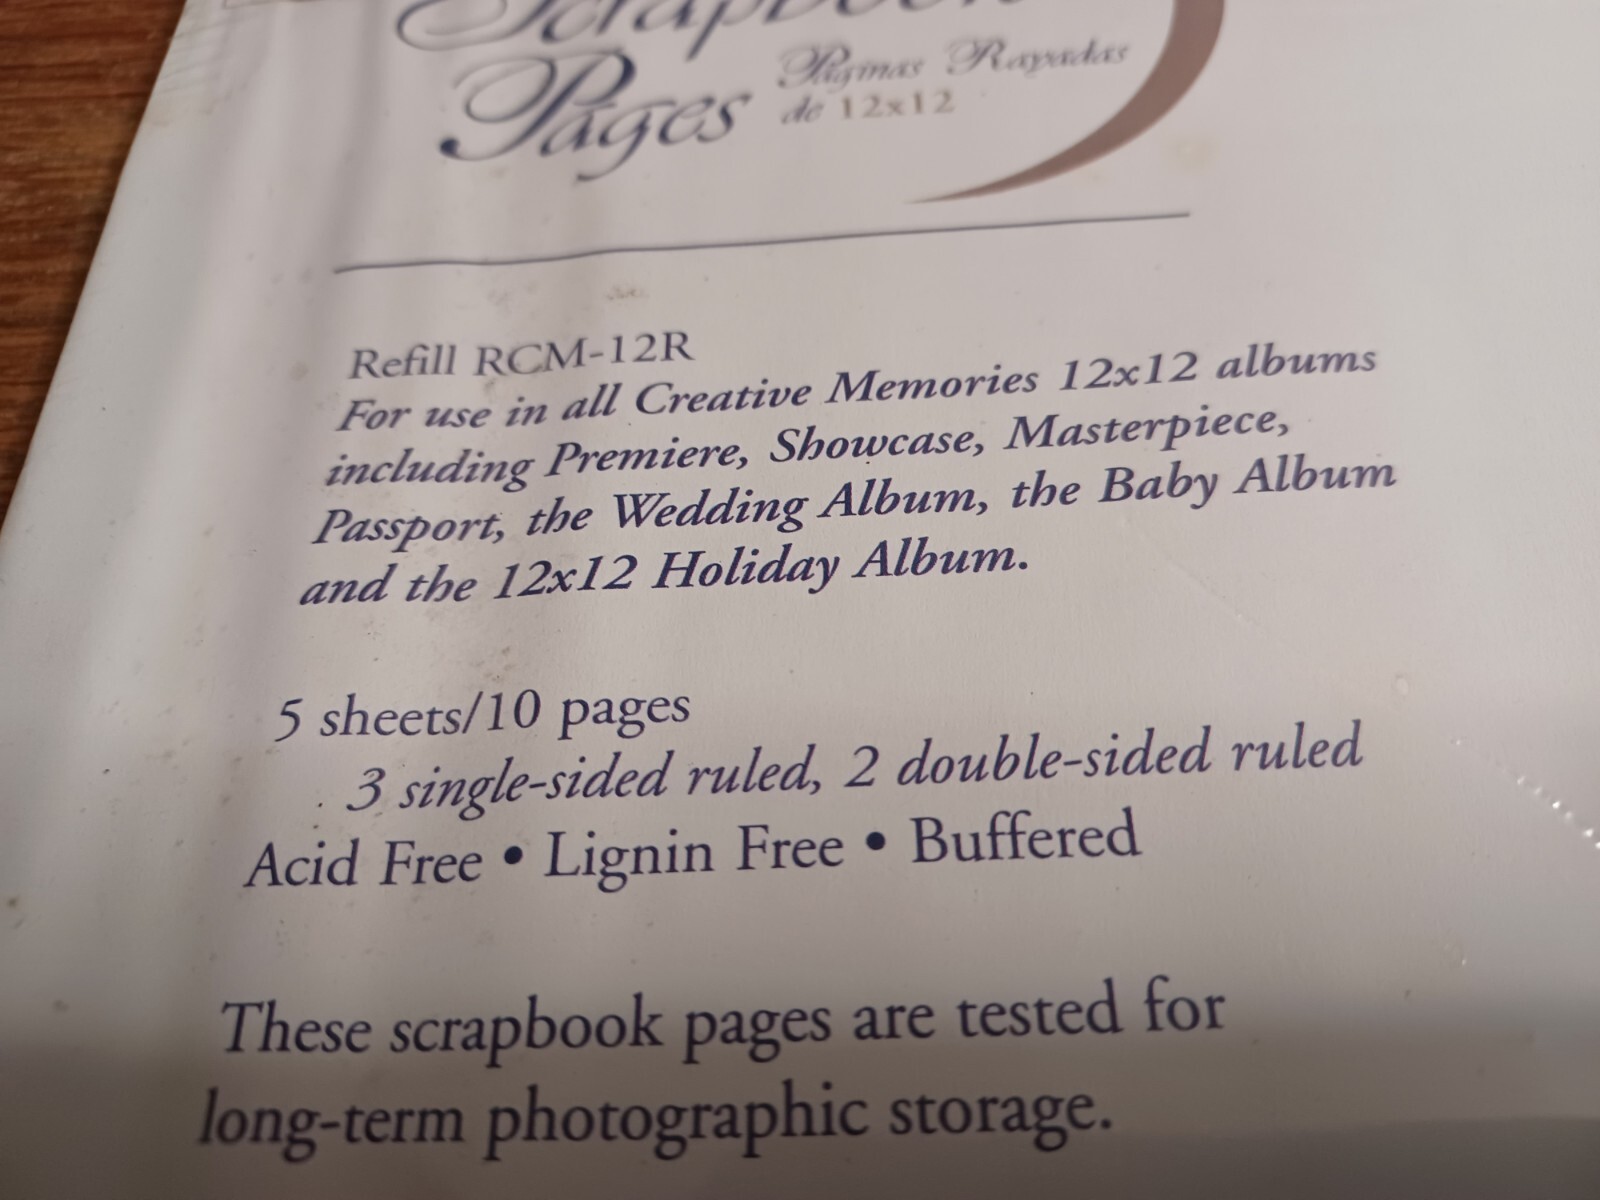 Scrapbook
Pages
Páginas Rayadas
de 12x12
Refill RCM-12R
For use in all Creative Memories 12x12 albums
including Premiere, Showcase, Masterpiece,
Passport, the Wedding Album, the Baby Album
and the 12x12 Holiday Album.
5 sheets/10 pages
3 single-sided ruled, 2 double-sided ruled
Acid Free • Lignin Free • Buffered
These scrapbook pages are tested for
long-term photographic storage.